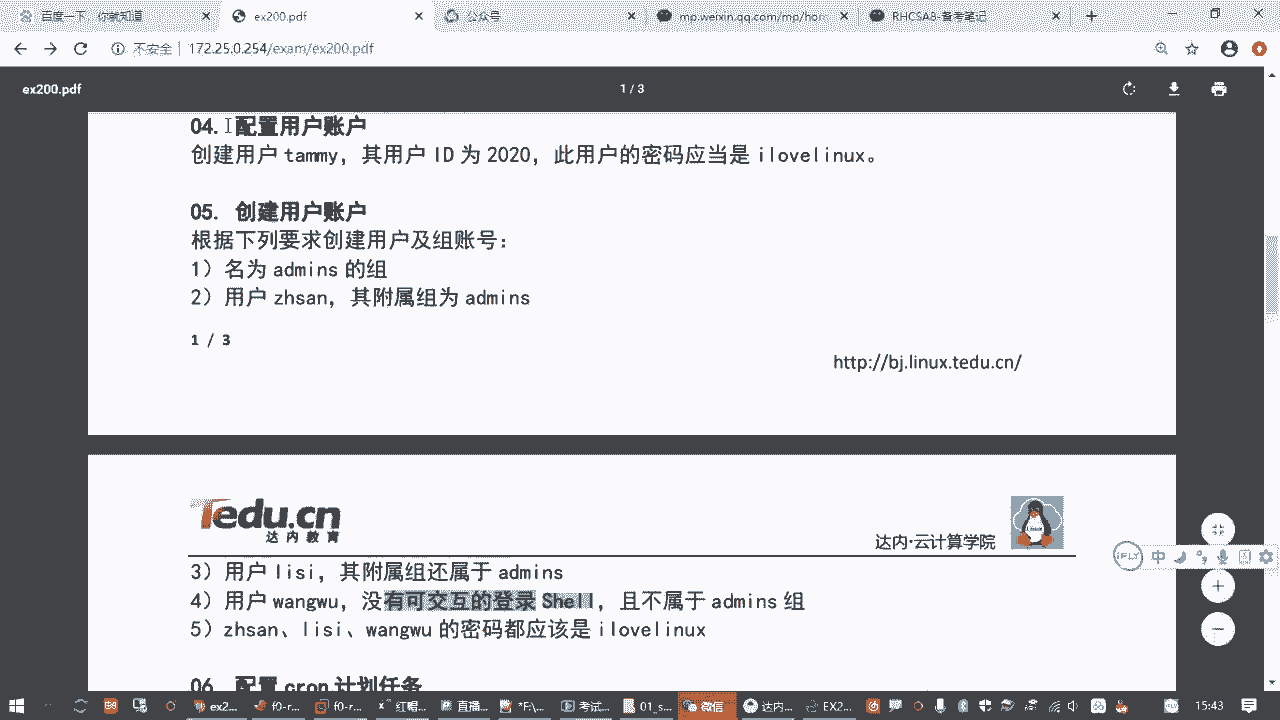 百度一下，你就知道
ex200.pdf
公众号
mp.weixin.qq.com/mp/hor
RHCSA8-备考笔记
不安全
172.25.0.254/exam/ex200.pdf
ex200.pdf
1 / 3
04. 配置用户账户
创建用户 tammy，其用户 ID 为 2020，此用户的密码应当是 ilovelinux。
05. 创建用户账户
根据下列要求创建用户及组账号：
1）名为 admins 的组
2）用户 zhsan，其附属组为 admins
1 / 3
http://bj.linux.tedu.cn/
Tedu.cn
达内教育
达内·云计算学院
3）用户 lisi，其附属组还属于 admins
4）用户 wangwu，没有可交互的登录 Shell，且不属于 admins 组
5）zhsan、lisi、wangwu 的密码都应该是 ilovelinux
06. 配置 cron 计划任务
iFLY
中
ex2...
f0-r...
f0-r...
红帽...
直播...
考试...
01_s...
微信
达内...
EX2...
15:43